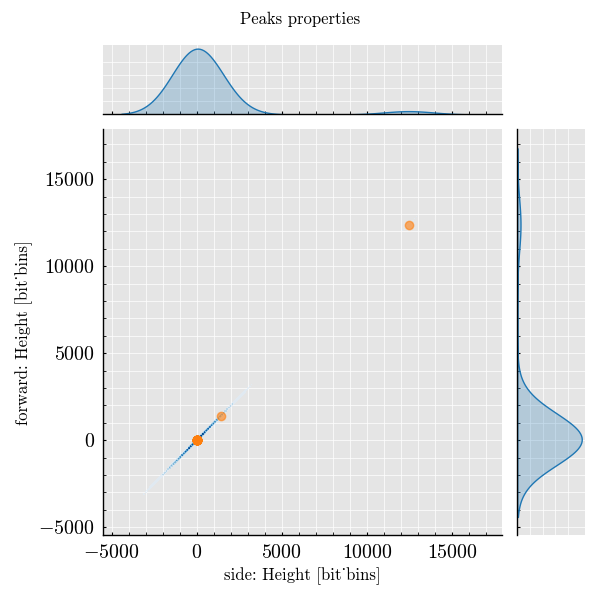 Peaks properties
15000
10000
5000
0
−5000
forward: Height [bit˙bins]
−5000 0 5000 10000 15000
side: Height [bit˙bins]